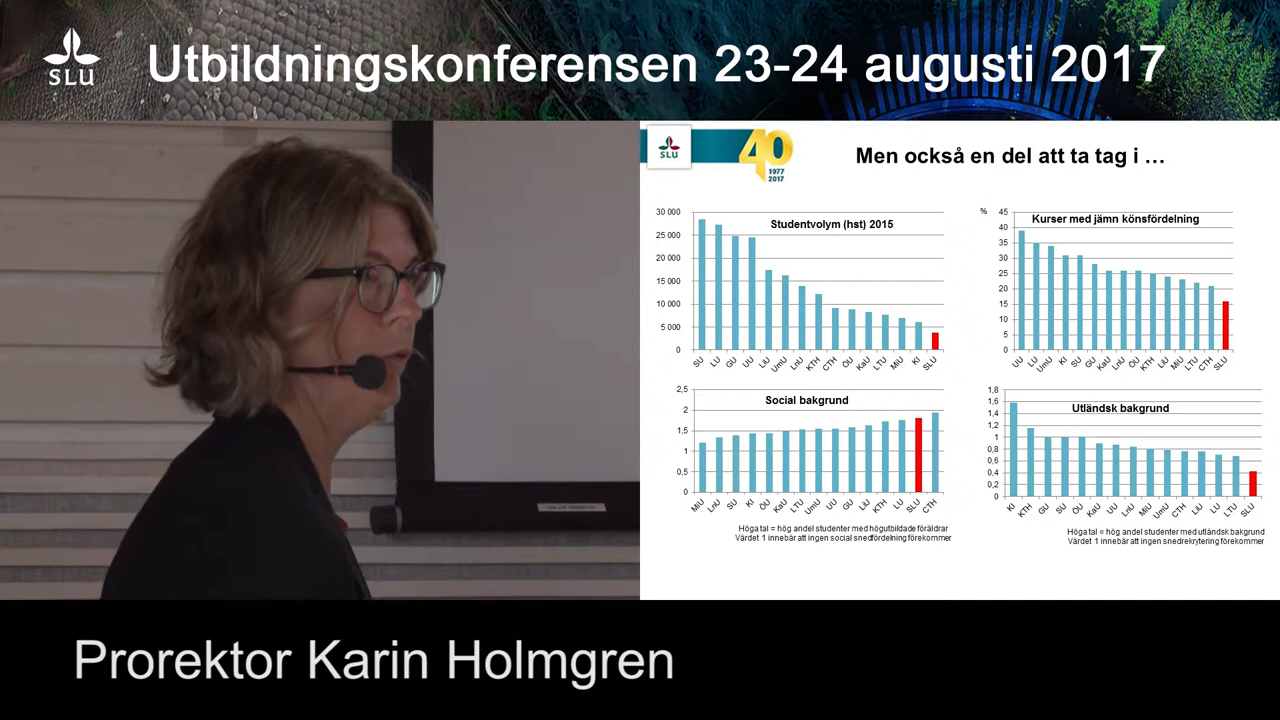 SLU
Utbildningskonferensen 23-24 augusti 2017
SLU
40
1977
2017
Men också en del att ta tag i …
Studentvolym (hst) 2015
30 000
25 000
20 000
15 000
10 000
5 000
0
SU LU GU UU LiU UmU LnU KTH CTH ÖU KaU LTU MiU KI SLU
%
Kurser med jämn könsfördelning
45
40
35
30
25
20
15
10
5
0
UU LU UmU KI SU GU KaU LnU ÖU KTH LiU MiU LTU CTH SLU
Social bakgrund
2,5
2
1,5
1
0,5
0
MiU LnU SU KI ÖU KaU LTU UmU UU GU LiU KTH LU SLU CTH
Höga tal = hög andel studenter med högutbildade föräldrar
Värdet 1 innebär att ingen social snedfördelning förekommer
Utländsk bakgrund
1,8
1,6
1,4
1,2
1
0,8
0,6
0,4
0,2
0
KI KTH GU SU ÖU KaU UU LnU MiU UmU CTH LiU LU LTU SLU
Höga tal = hög andel studenter med utländsk bakgrund
Värdet 1 innebär att ingen snedrekrytering förekommer
Prorektor Karin Holmgren